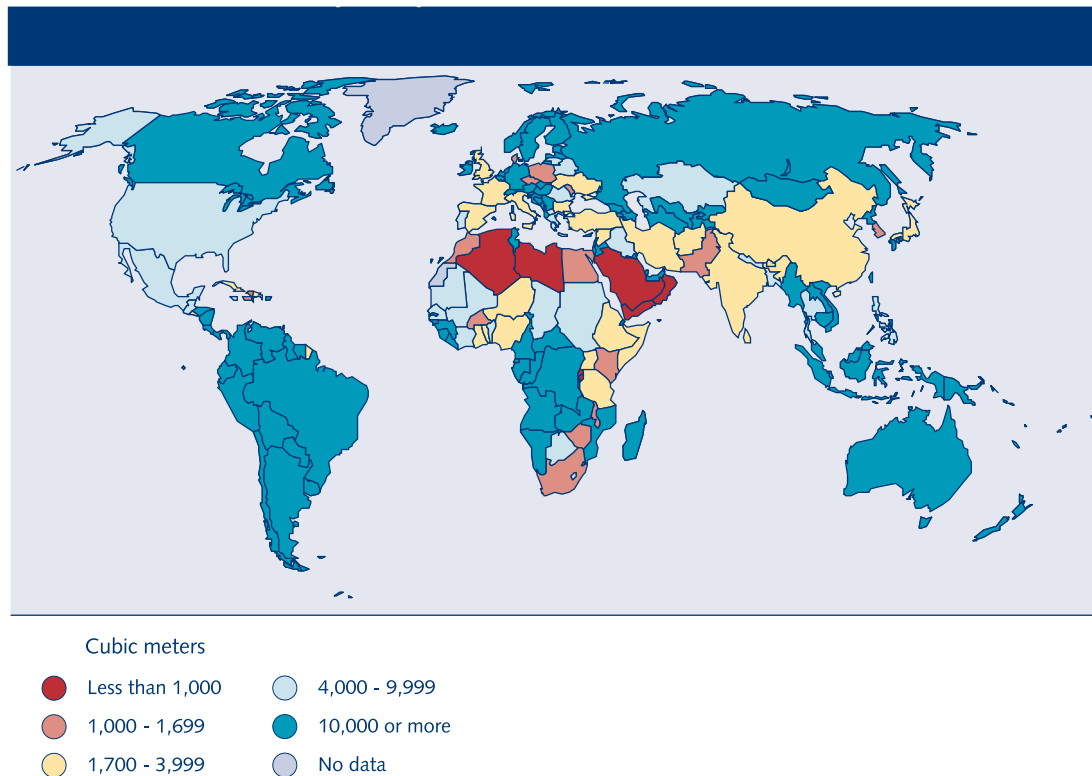 Cubic meters
Less than 1,000
1,000 - 1,699
1,700 - 3,999
4,000 - 9,999
10,000 or more
No data